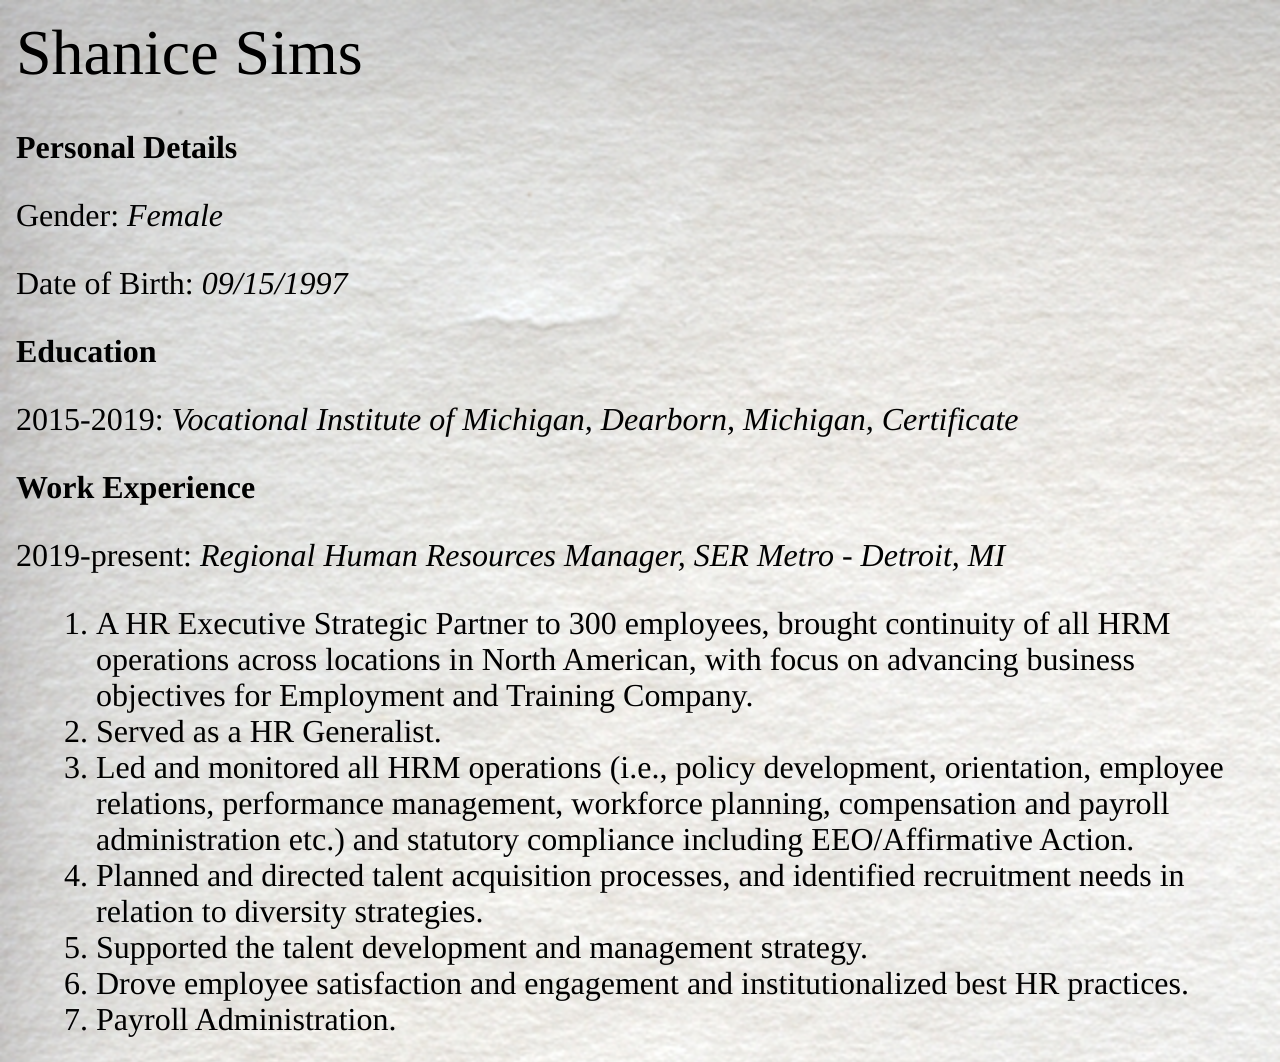 Shanice Sims
Personal Details
Gender: Female
Date of Birth: 09/15/1997
Education
2015-2019: Vocational Institute of Michigan, Dearborn, Michigan, Certificate
Work Experience
2019-present: Regional Human Resources Manager, SER Metro - Detroit, MI
1. A HR Executive Strategic Partner to 300 employees, brought continuity of all HRM
operations across locations in North American, with focus on advancing business
objectives for Employment and Training Company.
2. Served as a HR Generalist.
3. Led and monitored all HRM operations (i.e., policy development, orientation, employee
relations, performance management, workforce planning, compensation and payroll
administration etc.) and statutory compliance including EEO/Affirmative Action.
4. Planned and directed talent acquisition processes, and identified recruitment needs in
relation to diversity strategies.
5. Supported the talent development and management strategy.
6. Drove employee satisfaction and engagement and institutionalized best HR practices.
7. Payroll Administration.